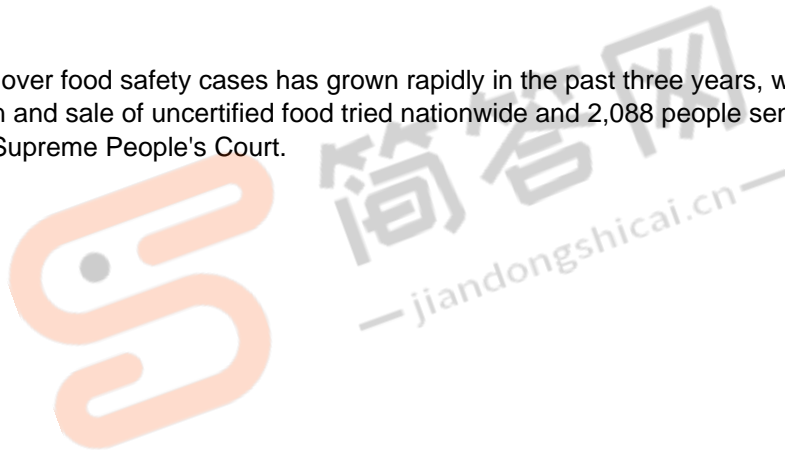 over food safety cases has grown rapidly in the past three years, w
n and sale of uncertified food tried nationwide and 2,088 people sen
Supreme People's Court.
简答网
jiandongshicai.cn